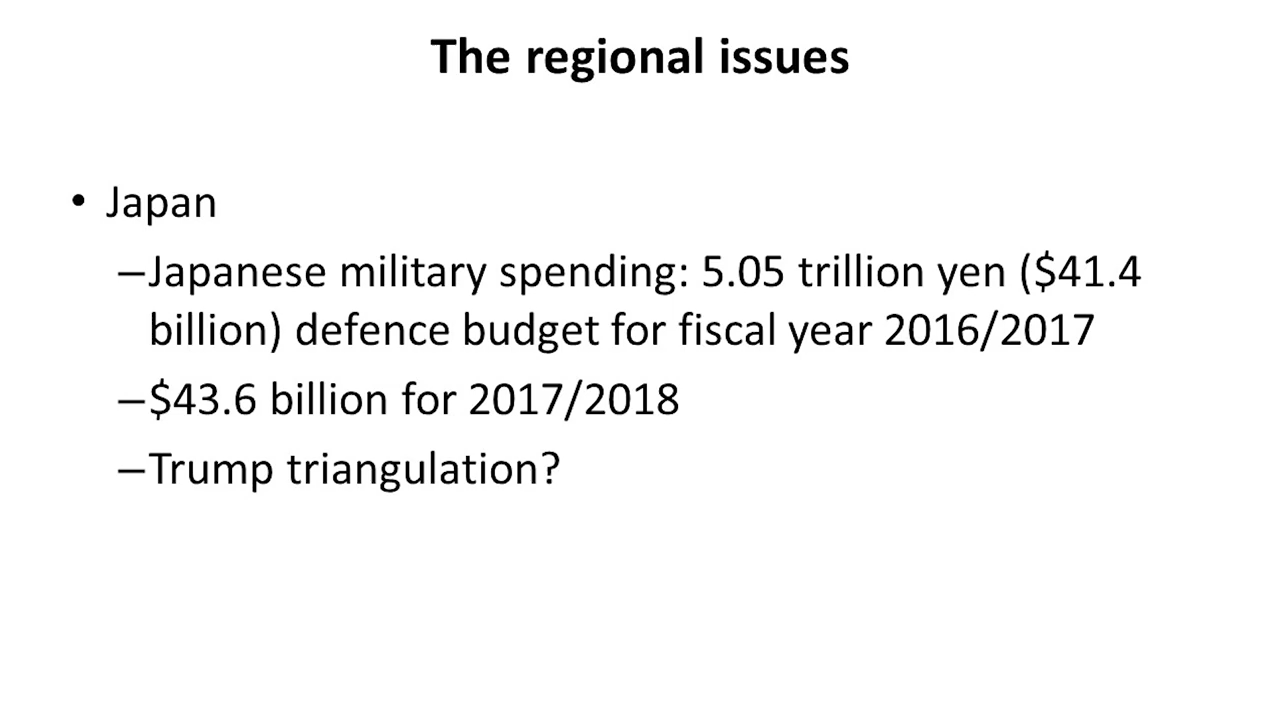 The regional issues
• Japan
–Japanese military spending: 5.05 trillion yen ($41.4
billion) defence budget for fiscal year 2016/2017
–$43.6 billion for 2017/2018
–Trump triangulation?